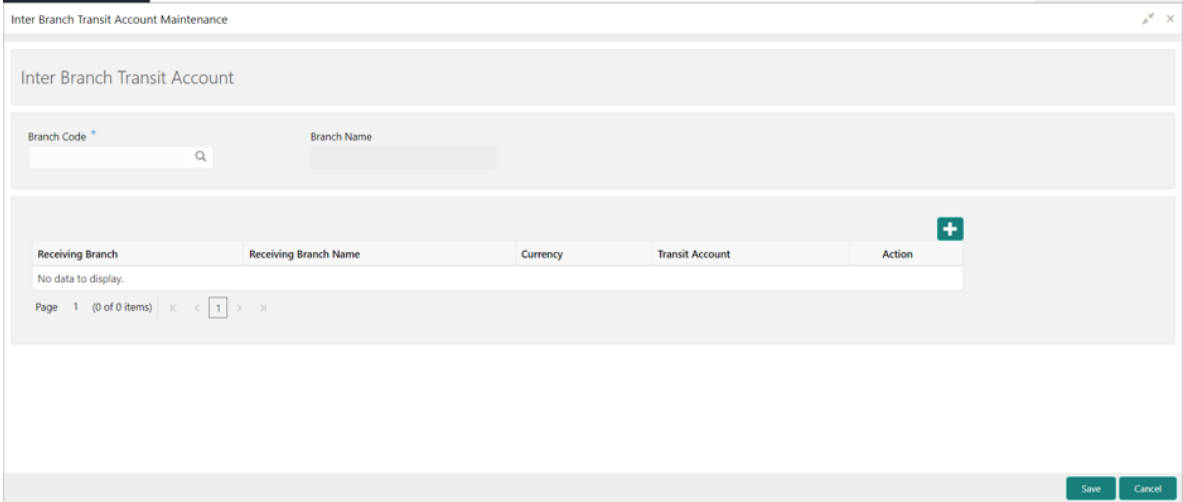 Inter Branch Transit Account Maintenance
Inter Branch Transit Account
Branch Code * Branch Name
Receiving Branch Receiving Branch Name Currency Transit Account Action
No data to display.
Page 1 (0 of 0 items) 1
Save Cancel